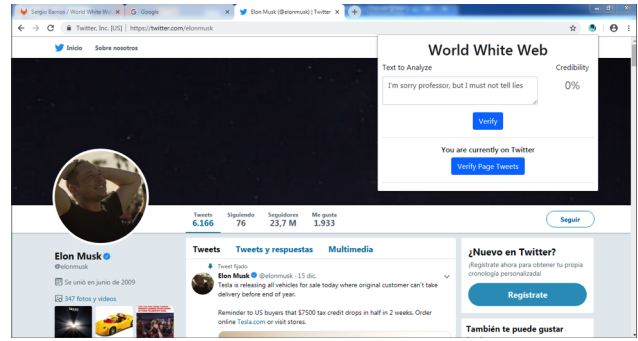 Sergio Barros / World White We
Google
Elon Musk (@elonmusk) | Twitter
Twitter, Inc. [US] | https://twitter.com/elonmusk
Inicio Sobre nosotros
World White Web
Text to Analyze Credibility
I'm sorry professor, but I must not tell lies
0%
Verify
You are currently on Twitter
Verify Page Tweets
Tweets Siguiendo Seguidores Me gusta
6.166 76 23,7 M 1.933
Seguir
Elon Musk
@elonmusk
Se unió en junio de 2009
347 fotos y videos
Tweets Tweets y respuestas Multimedia
Tweet fijado
Elon Musk @elonmusk · 15 dic.
Tesla is releasing all vehicles for sale today where original customer can't take
delivery before end of year.
Reminder to US buyers that $7500 tax credit drops in half in 2 weeks. Order
online Tesla.com or visit stores.
¿Nuevo en Twitter?
¡Regístrate ahora para obtener tu propia
cronología personalizada!
Regístrate
También te puede gustar